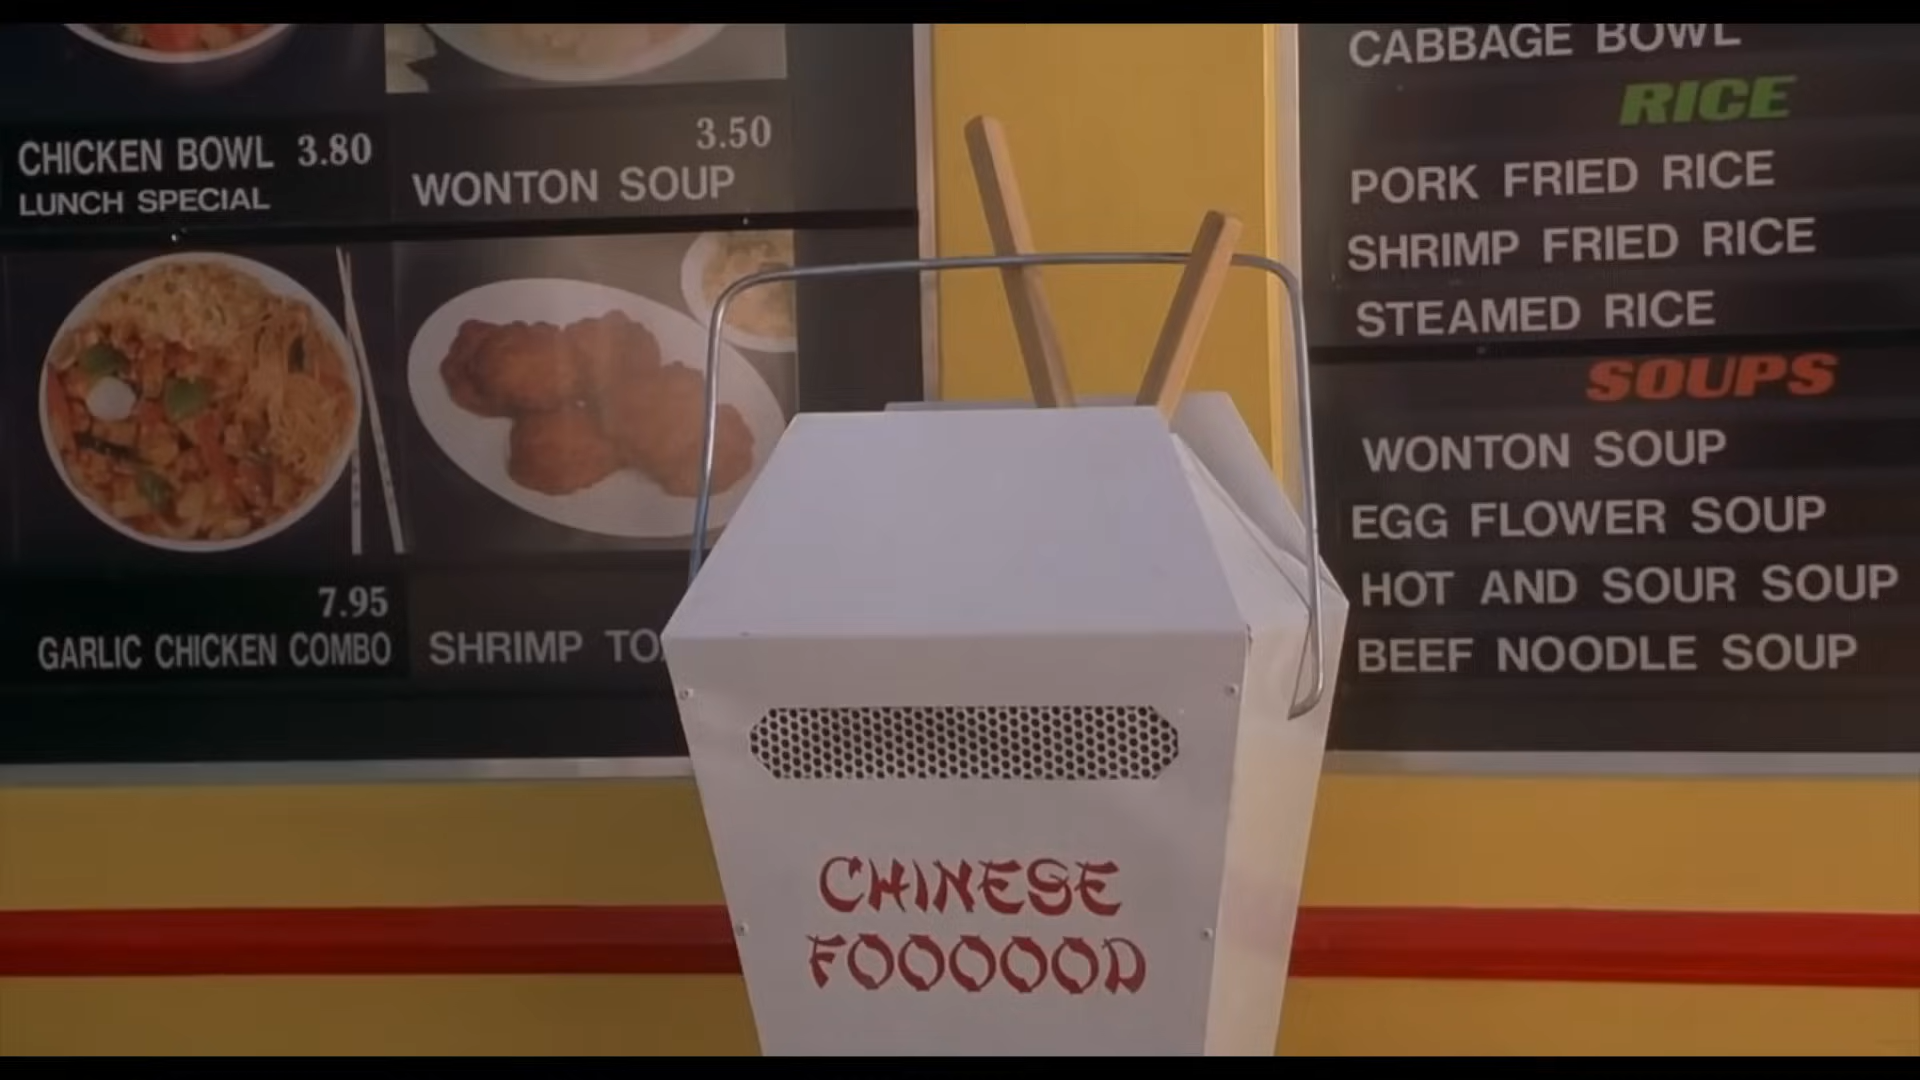 CHICKEN BOWL 3.80
LUNCH SPECIAL
3.50
WONTON SOUP
7.95
GARLIC CHICKEN COMBO
SHRIMP
CABBAGE BOWL
RICE
PORK FRIED RICE
SHRIMP FRIED RICE
STEAMED RICE
SOUPS
WONTON SOUP
EGG FLOWER SOUP
HOT AND SOUR SOUP
BEEF NOODLE SOUP
CHINESE
FOOOOOD